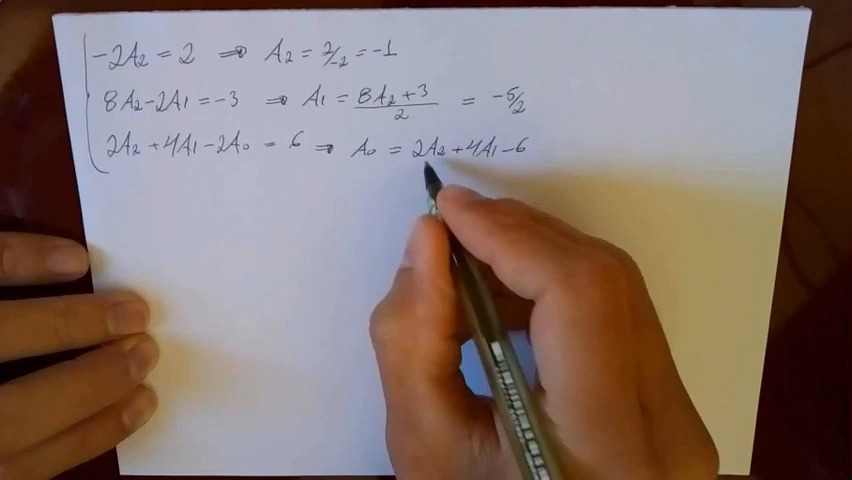 -2A₂ = 2 ⇒ A₂ = 2/-2 = -1
8A₂ - 2A₁ = -3 ⇒ A₁ = (8A₂ + 3)/2 = -5/2
2A₂ + 4A₁ - 2A₀ = 6 ⇒ A₀ = 2A₂ + 4A₁ - 6